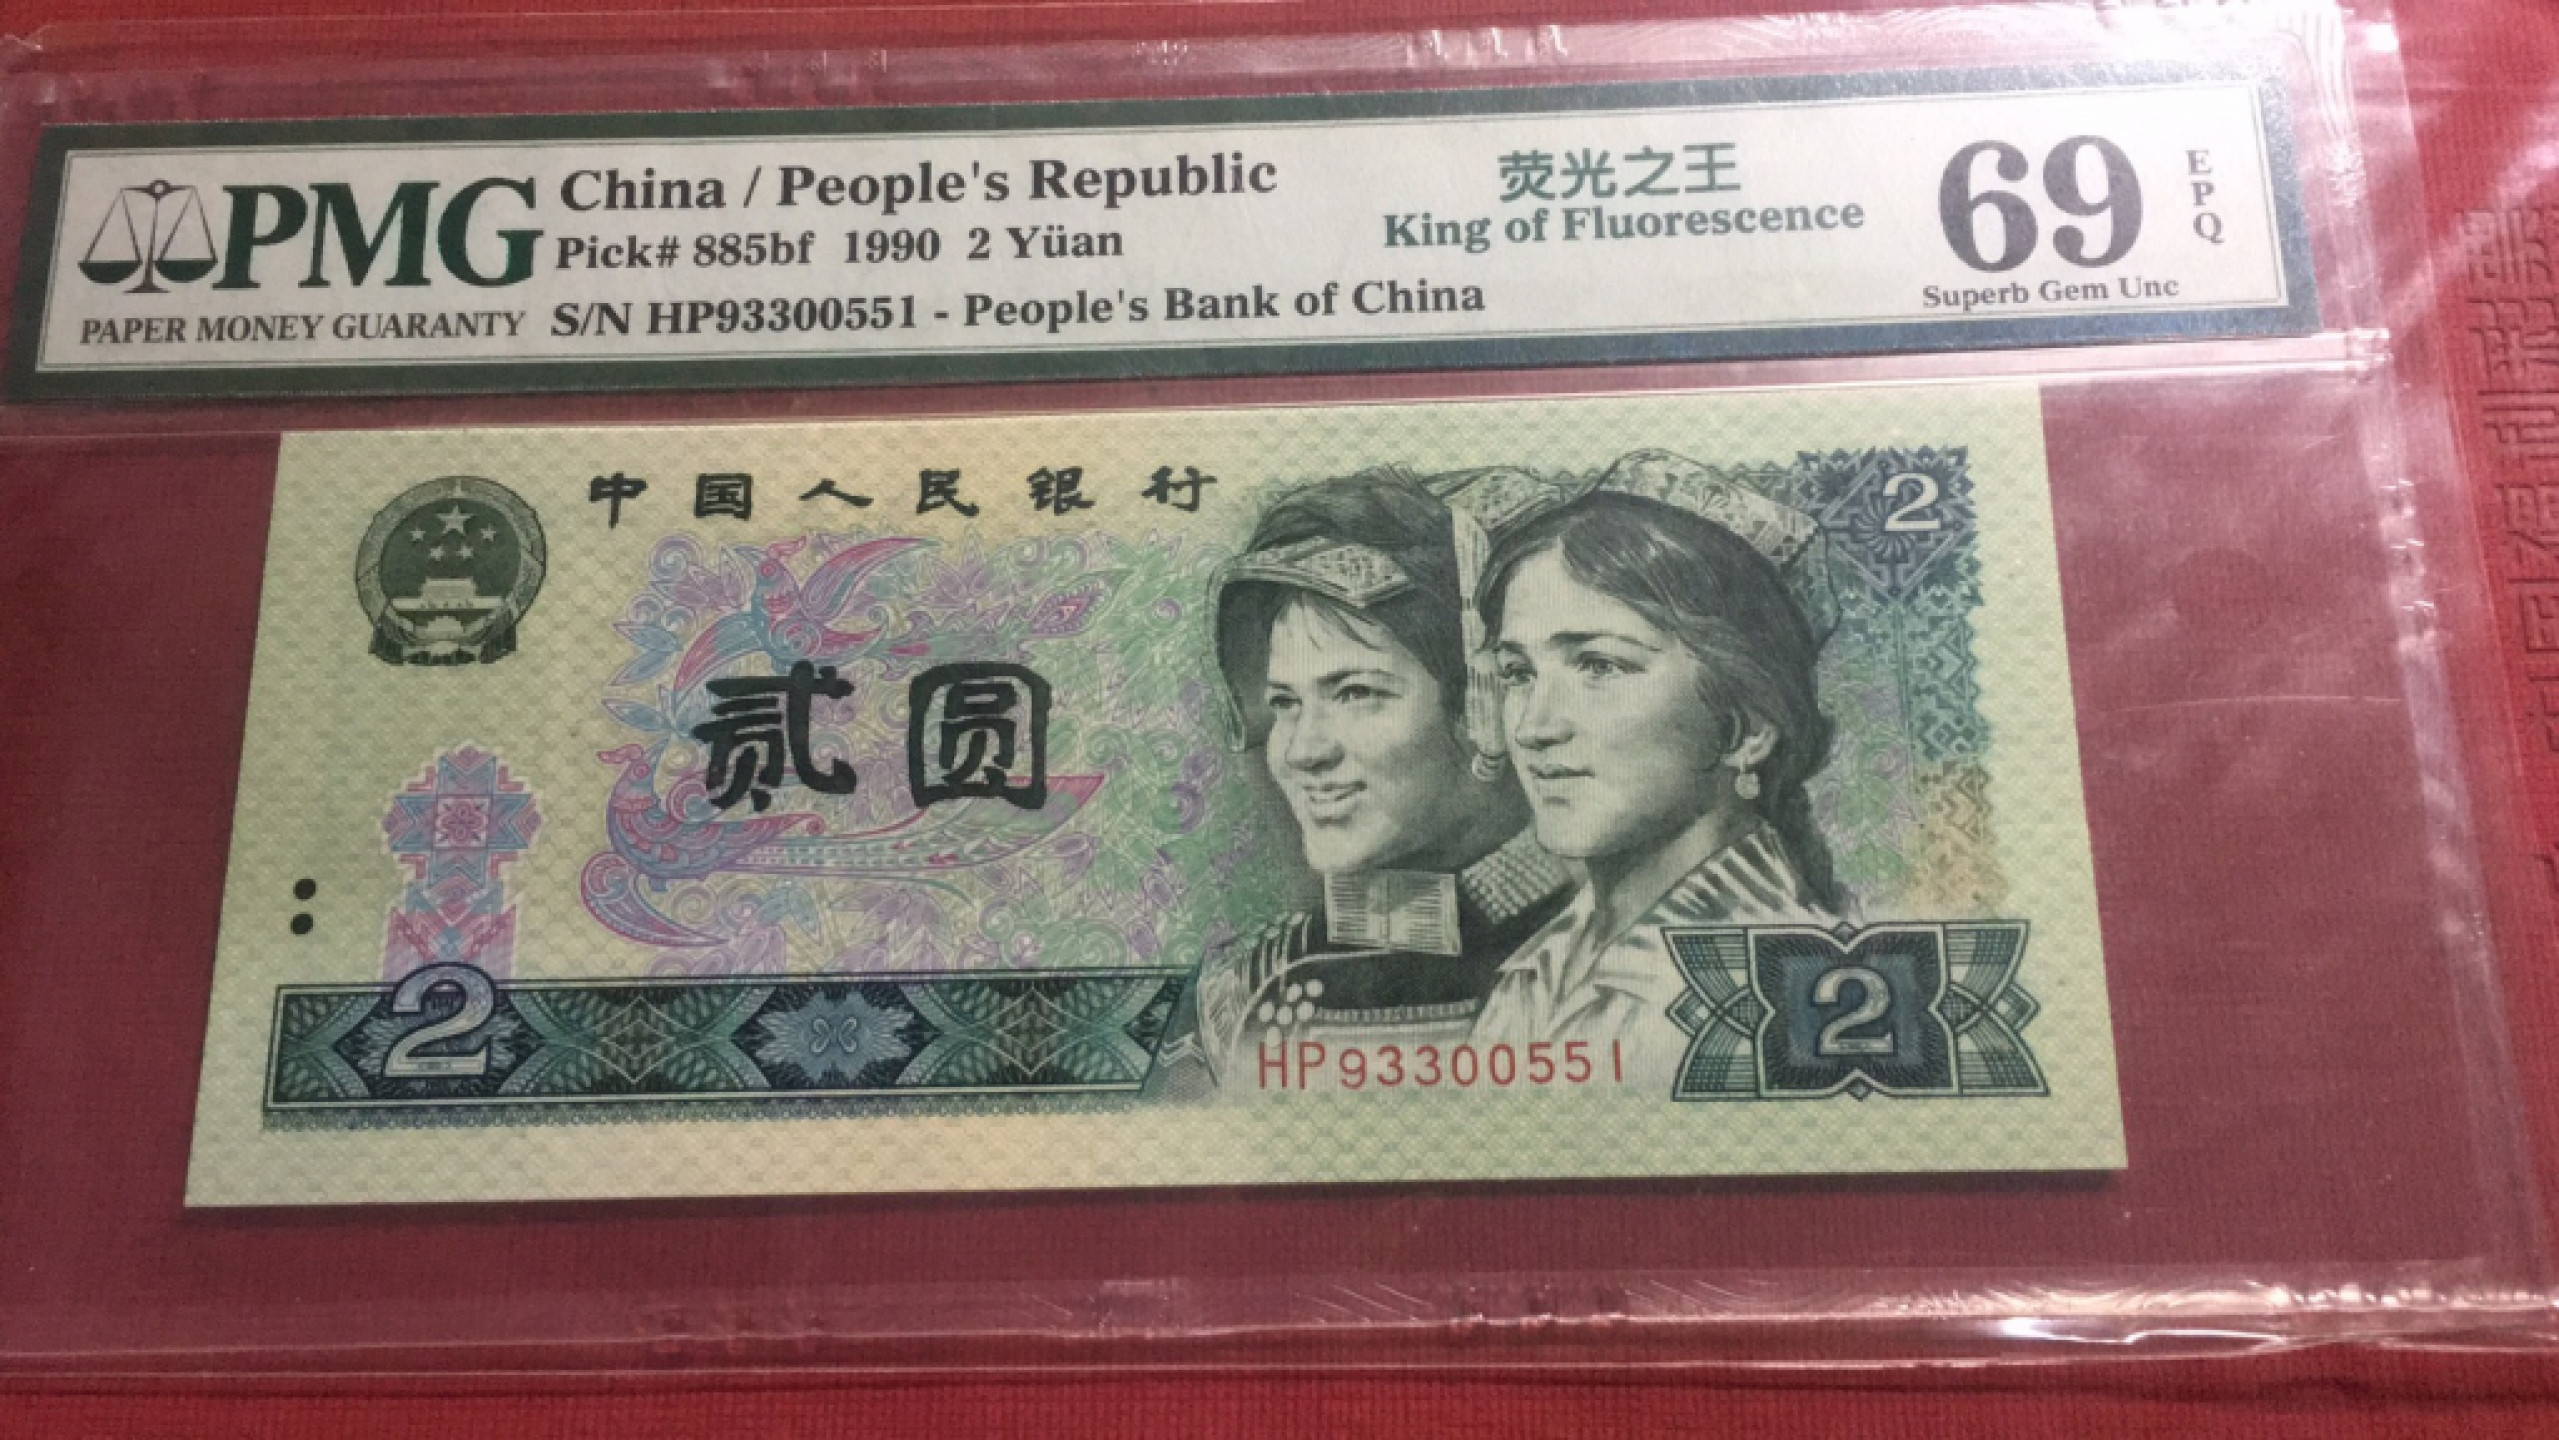 PMG
PAPER MONEY GUARANTY
China / People's Republic
Pick# 885bf 1990 2 Yüan
S/N HP93300551 - People's Bank of China
荧光之王
King of Fluorescence
69
EPQ
Superb Gem Unc
中国人民银行
2
贰圆
2
2
HP93300551